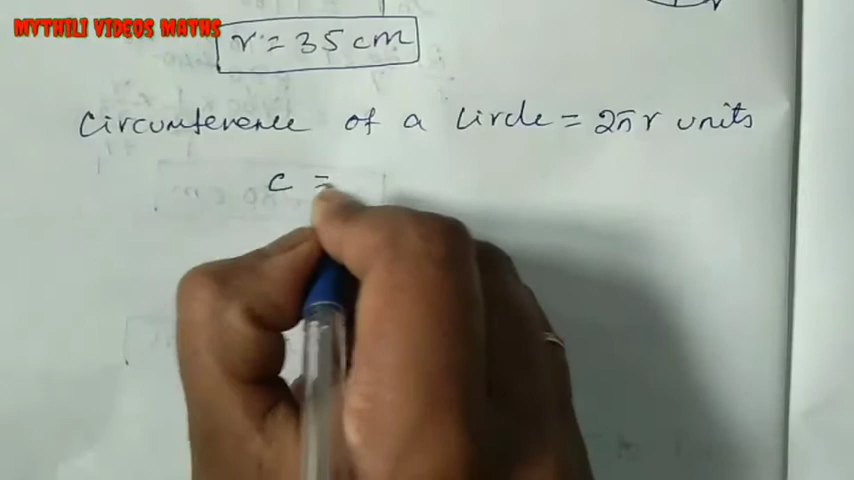 MYTHILI VIDEOS MATHS
r = 35 cm
Circumference of a circle = 2πr units
C =